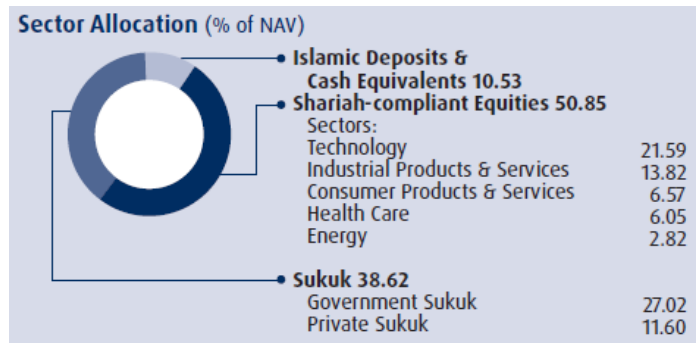 Sector Allocation (% of NAV)
Islamic Deposits &
Cash Equivalents 10.53
Shariah-compliant Equities 50.85
Sectors:
Technology 21.59
Industrial Products & Services 13.82
Consumer Products & Services 6.57
Health Care 6.05
Energy 2.82
Sukuk 38.62
Government Sukuk 27.02
Private Sukuk 11.60